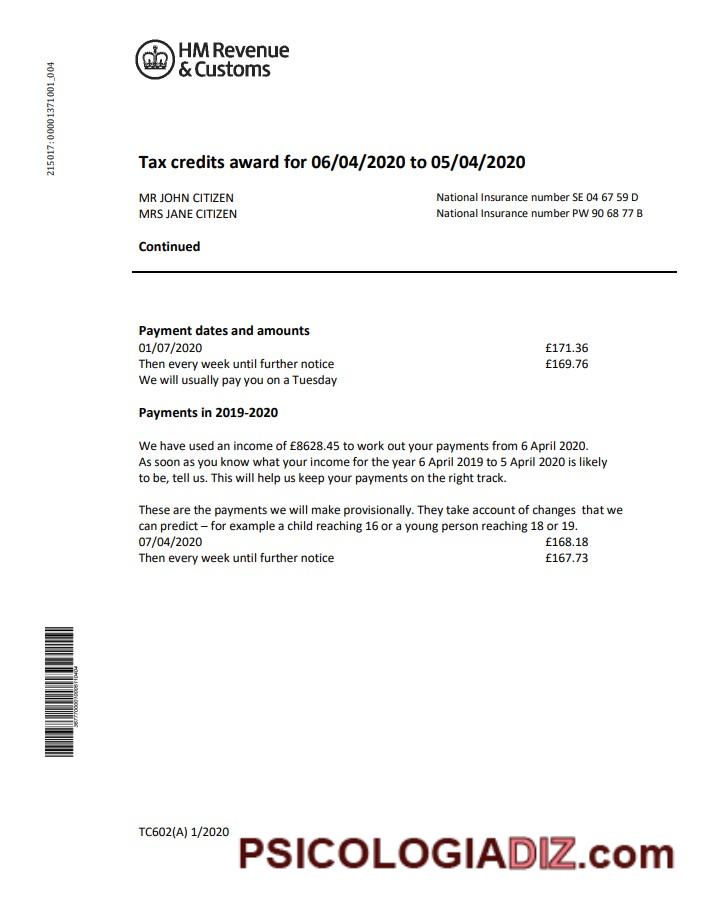 215017:00001371001_004
HM Revenue
& Customs
Tax credits award for 06/04/2020 to 05/04/2020
MR JOHN CITIZEN National Insurance number SE 04 67 59 D
MRS JANE CITIZEN National Insurance number PW 90 68 77 B
Continued
Payment dates and amounts
01/07/2020 £171.36
Then every week until further notice £169.76
We will usually pay you on a Tuesday
Payments in 2019-2020
We have used an income of £8628.45 to work out your payments from 6 April 2020.
As soon as you know what your income for the year 6 April 2019 to 5 April 2020 is likely
to be, tell us. This will help us keep your payments on the right track.
These are the payments we will make provisionally. They take account of changes that we
can predict – for example a child reaching 16 or a young person reaching 18 or 19.
07/04/2020 £168.18
Then every week until further notice £167.73
TC602(A) 1/2020
PSICOLOGIADIZ.com